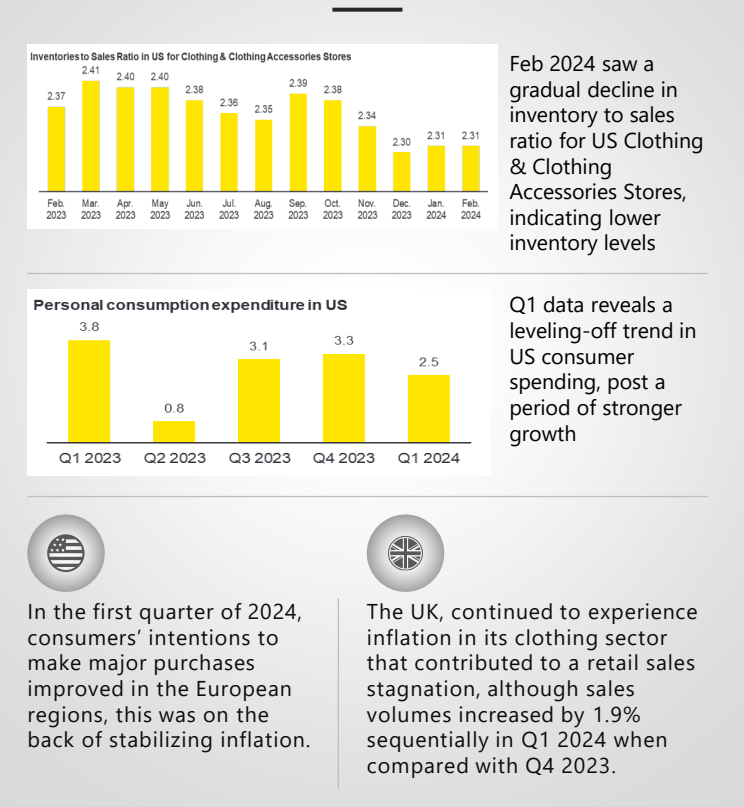 Inventories to Sales Ratio in US for Clothing & Clothing Accessories Stores
2.37 2.41 2.40 2.40 2.38 2.36 2.35 2.39 2.38 2.34 2.30 2.31 2.31
Feb. Mar. Apr. May Jun. Jul. Aug. Sep. Oct. Nov. Dec. Jan. Feb.
2023 2023 2023 2023 2023 2023 2023 2023 2023 2023 2023 2024 2024
Feb 2024 saw a
gradual decline in
inventory to sales
ratio for US Clothing
& Clothing
Accessories Stores,
indicating lower
inventory levels
Personal consumption expenditure in US
3.8 0.8 3.1 3.3 2.5
Q1 2023 Q2 2023 Q3 2023 Q4 2023 Q1 2024
Q1 data reveals a
leveling-off trend in
US consumer
spending, post a
period of stronger
growth
In the first quarter of 2024,
consumers’ intentions to
make major purchases
improved in the European
regions, this was on the
back of stabilizing inflation.
The UK, continued to experience
inflation in its clothing sector
that contributed to a retail sales
stagnation, although sales
volumes increased by 1.9%
sequentially in Q1 2024 when
compared with Q4 2023.